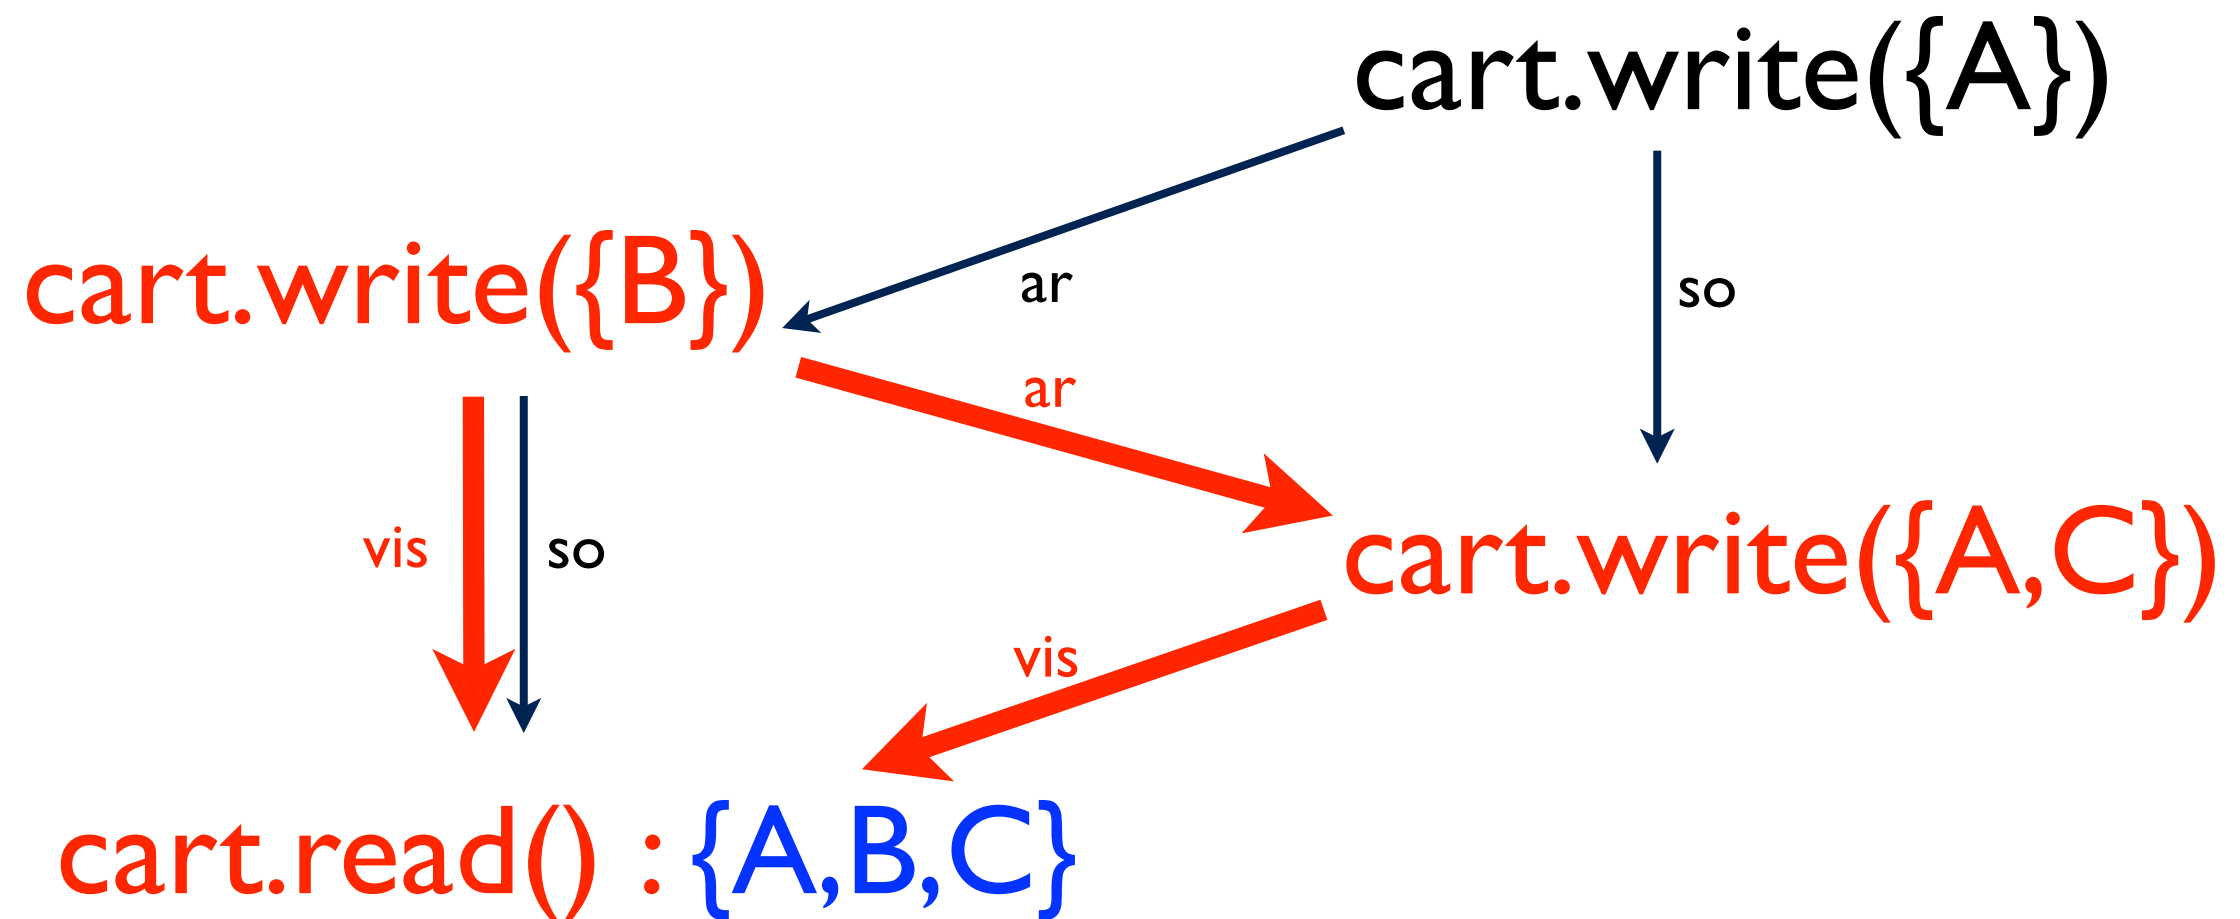 cart.write({A})
cart.write({B})
ar
so
ar
vis
so
cart.write({A,C})
vis
cart.read() : {A,B,C}